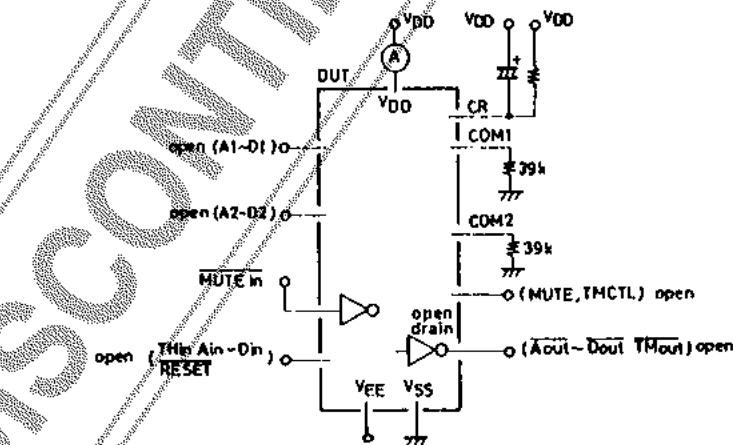 DISCONTI
VDD
VDD
VDD
A
DUT
VDD
+
CR
COM1
open (A1~D1)
39k
open (A2~D2)
COM2
39k
MUTE in
(MUTE, TMCTL) open
open
drain
open (THin Ain~Din)
RESET
(Aout~Dout TMout) open
VEE
VSS